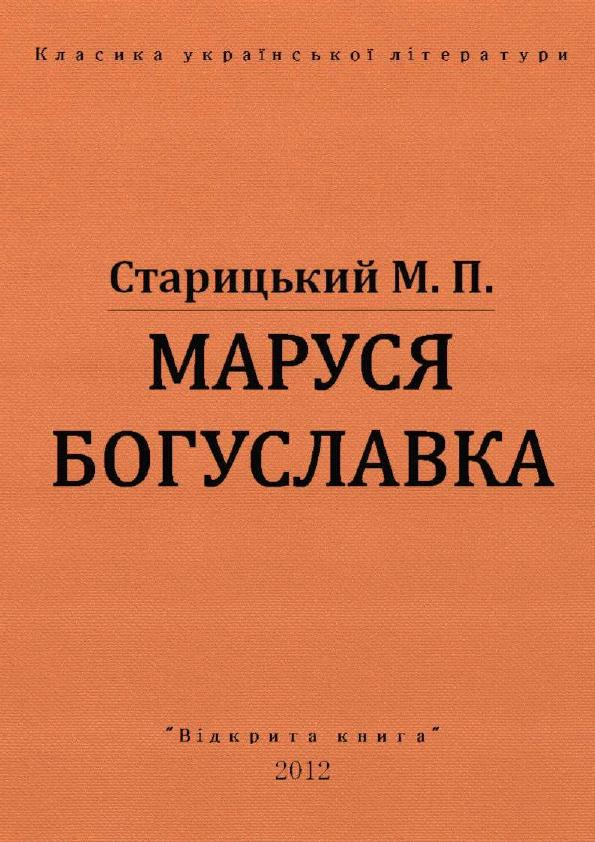 Класика української літератури
Старицький М. П.
МАРУСЯ
БОГУСЛАВКА
"Відкрита книга"
2012